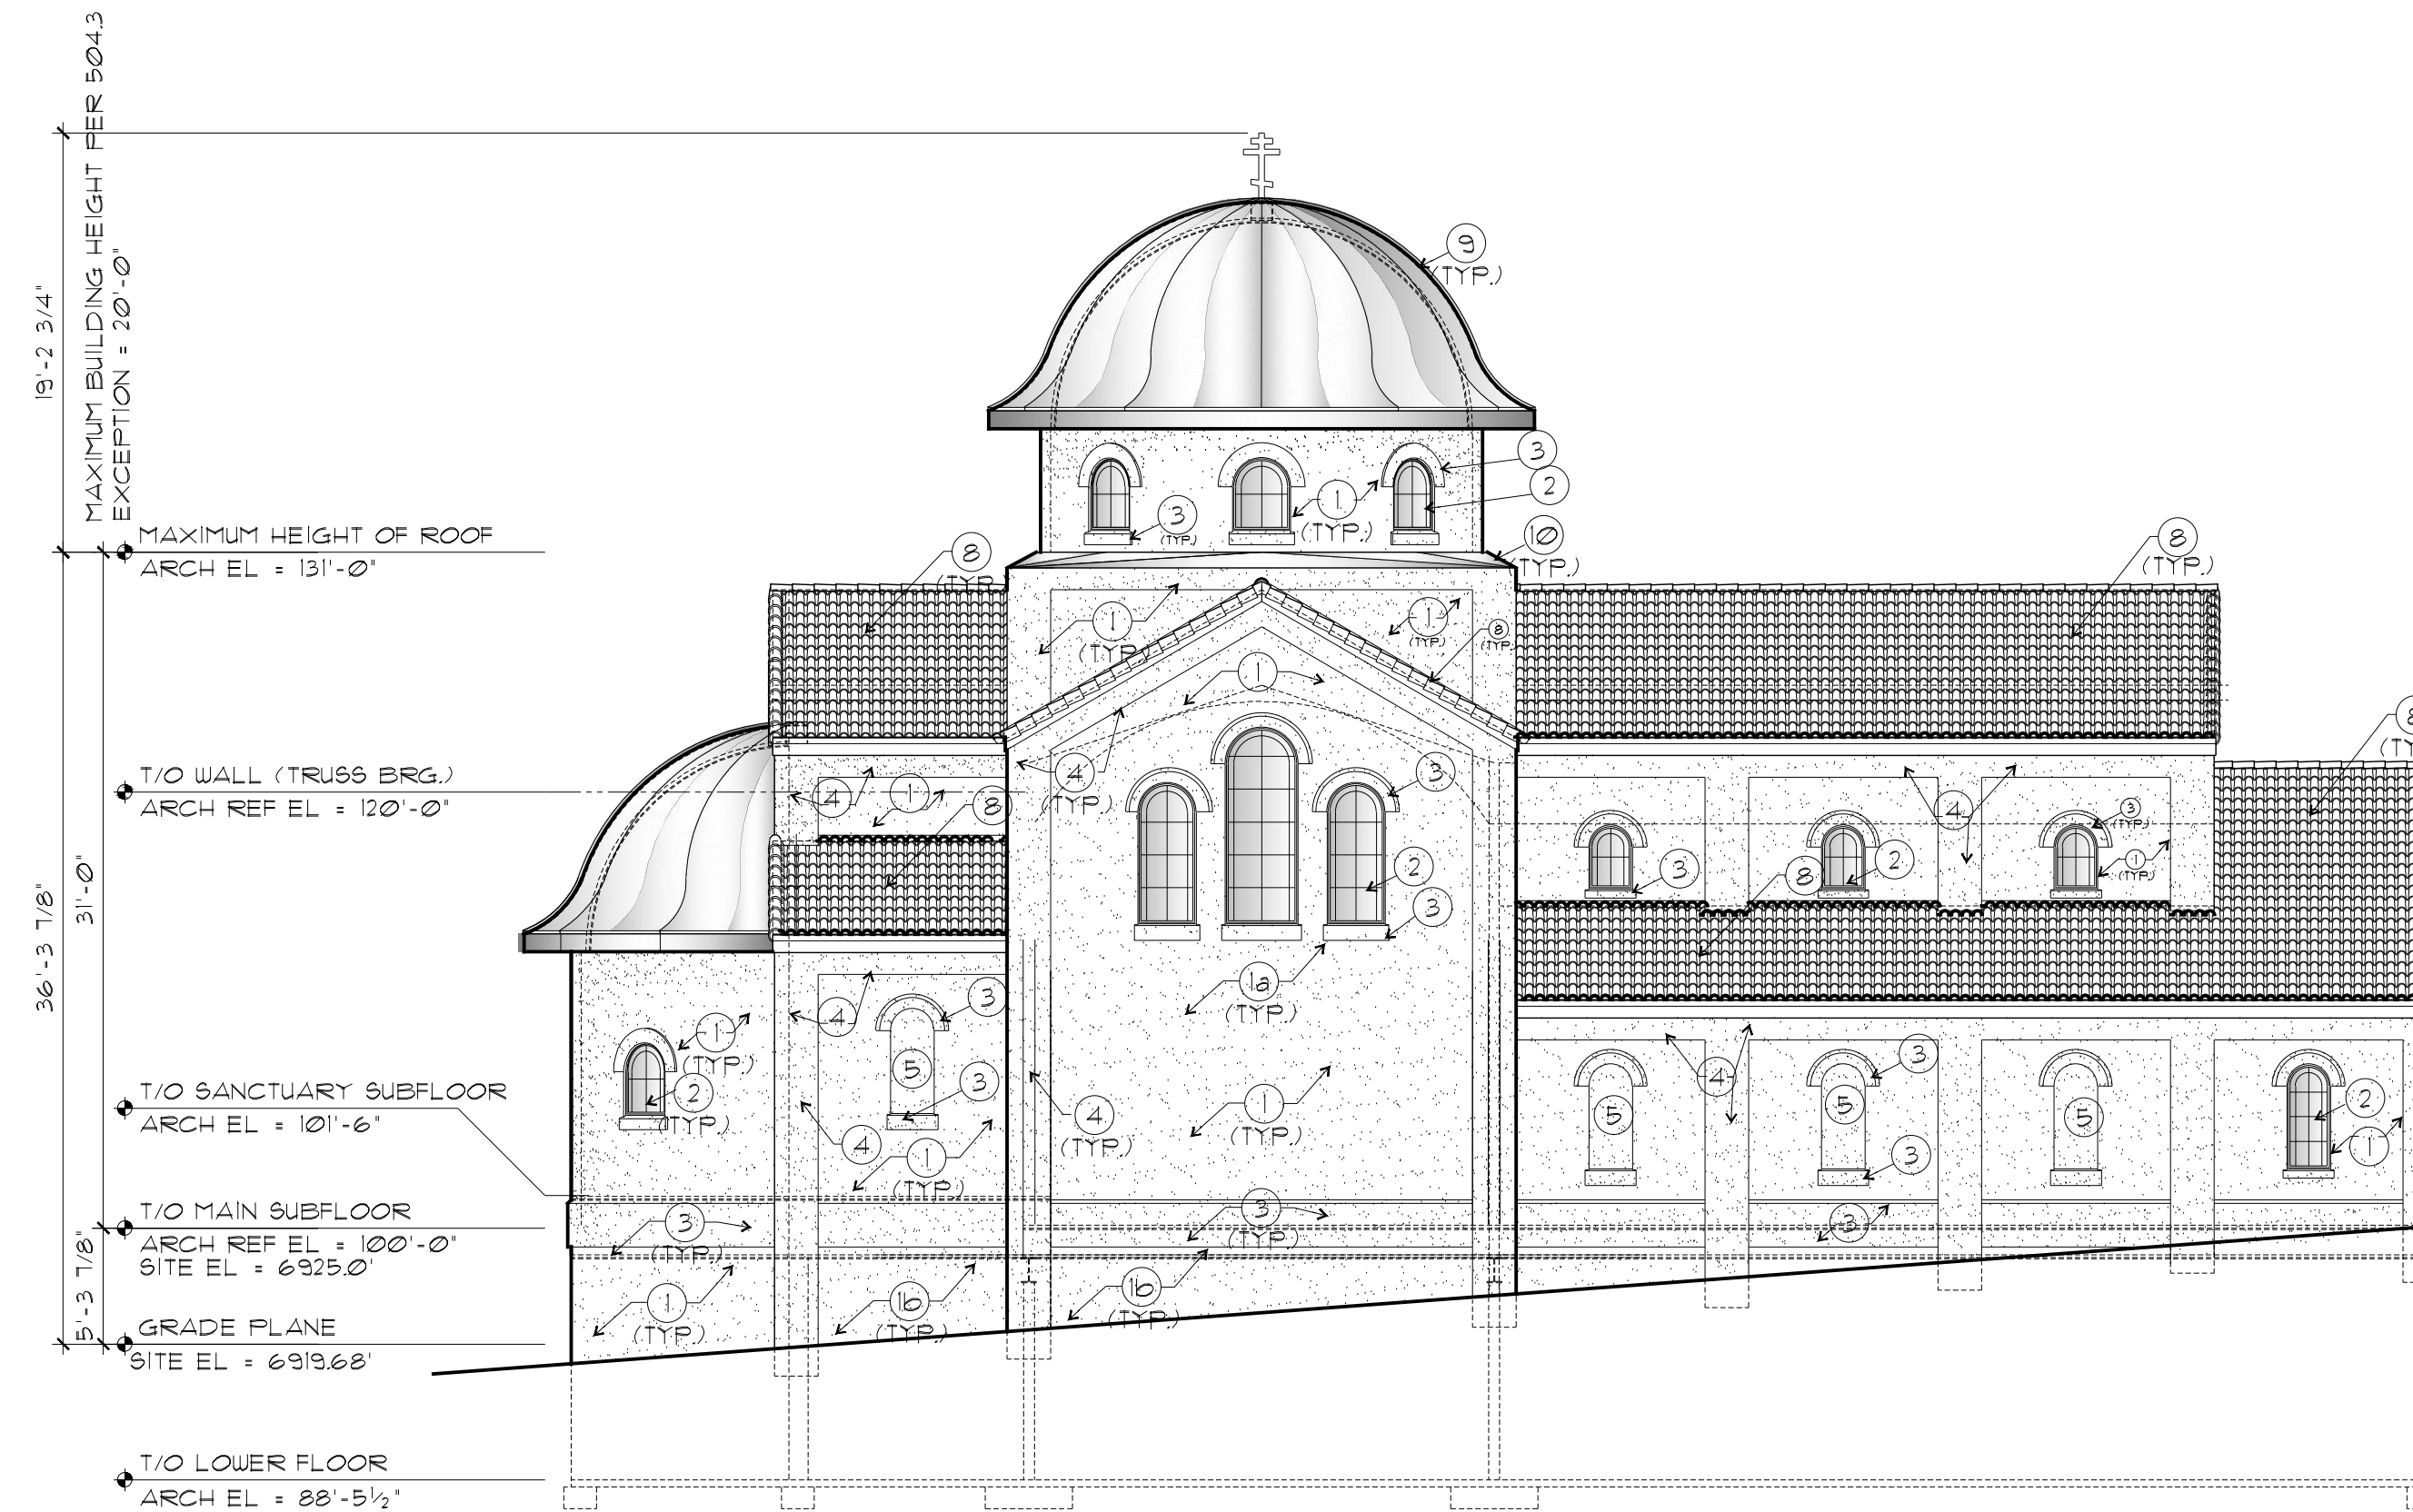 MAXIMUM BUILDING HEIGHT PER 504.3
EXCEPTION = 20'-0"
19'-2 3/4"
MAXIMUM HEIGHT OF ROOF
ARCH EL = 131'-0"
T/O WALL (TRUSS BRG.)
ARCH REF EL = 120'-0"
36'-3 7/8"
31'-0"
T/O SANCTUARY SUBFLOOR
ARCH EL = 101'-6"
T/O MAIN SUBFLOOR
ARCH REF EL = 100'-0"
SITE EL = 6925.0'
5'-3 7/8"
GRADE PLANE
SITE EL = 6919.68'
T/O LOWER FLOOR
ARCH EL = 88'-5½"
9
(TYP.)
3
2
1
(TYP.)
3
(TYP.)
10
(TYP.)
8
(TYP.)
8
(TYP.)
1
(TYP.)
1
(TYP.)
8
(TYP.)
1
8
4
(TYP.)
3
4
1
8
4
3
(TYP.)
1
(TYP.)
3
2
8
2
3
1a
(TYP.)
3
4
1
(TYP.)
5
3
2
(TYP.)
4
1
(TYP.)
4
(TYP.)
1
(TYP.)
4
3
5
5
5
2
1
3
3
(TYP.)
3
(TYP.)
3
1
(TYP.)
1b
(TYP.)
1b
(TYP.)